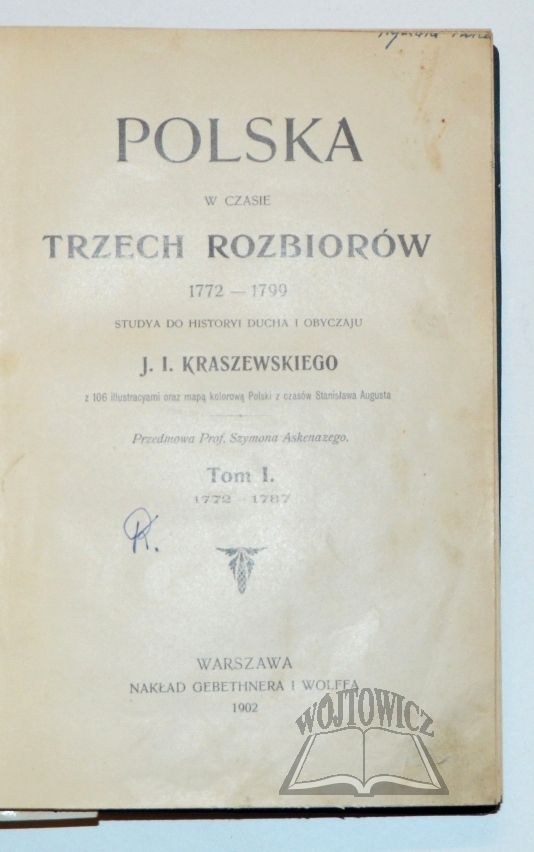 POLSKA
W CZASIE
TRZECH ROZBIORÓW
1772 — 1799
STUDYA DO HISTORYI DUCHA I OBYCZAJU
J. I. KRASZEWSKIEGO
z 106 illustracyami oraz mapą kolorową Polski z czasów Stanisława Augusta
Przedmowa Prof. Szymona Askenazego.
Tom I.
1772 - 1787
R.
WARSZAWA
NAKŁAD GEBETHNERA I WOLFFA
1902
WÓJTOWICZ